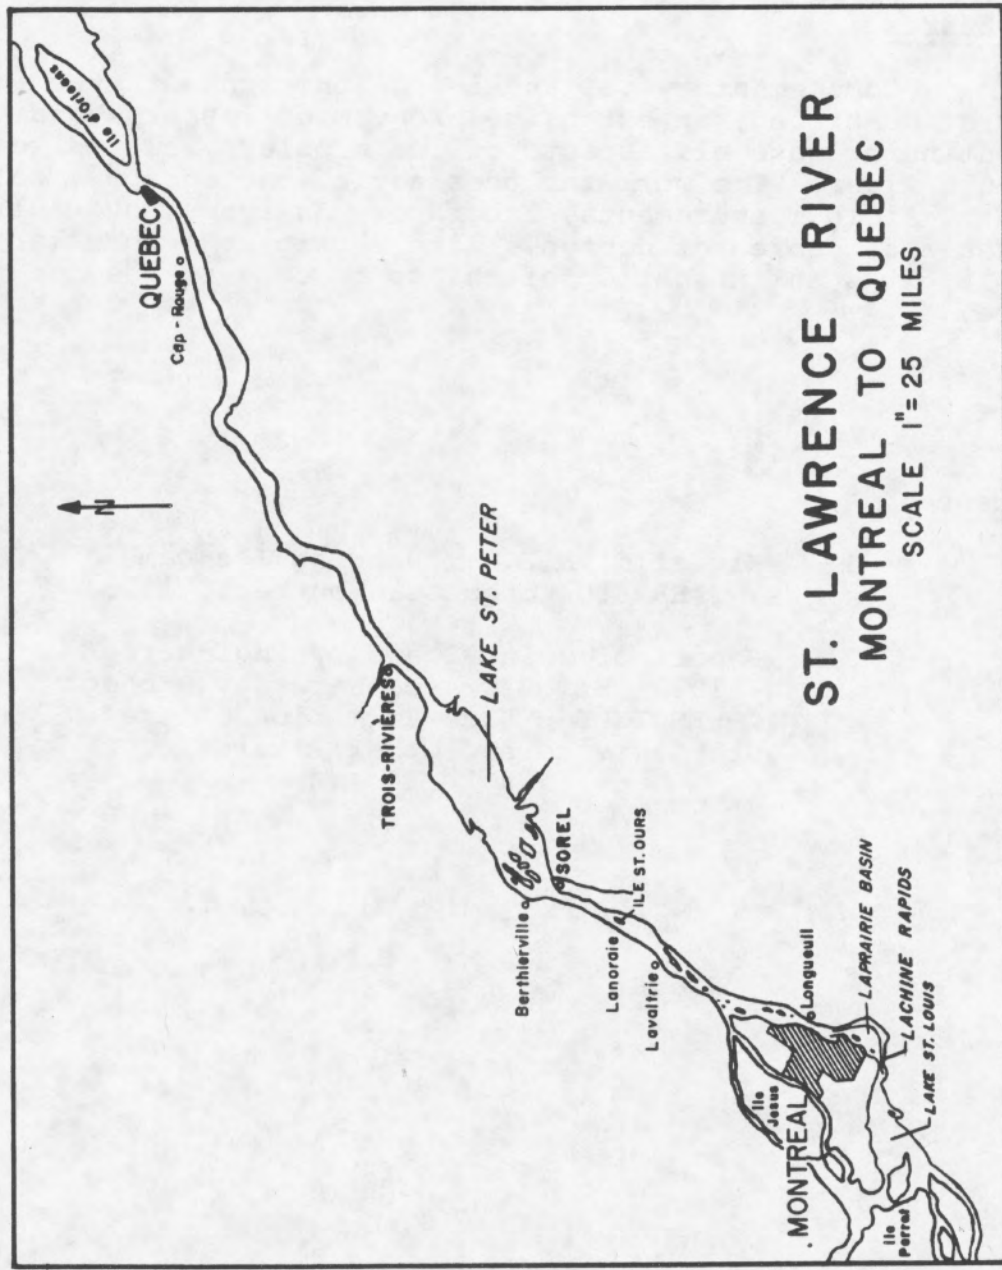 ST. LAWRENCE RIVER
MONTREAL TO QUEBEC
SCALE 1" = 25 MILES
N
Ile d'Orleans
QUEBEC
Cap-Rouge
TROIS-RIVIÈRES
LAKE ST. PETER
Berthierville
SOREL
Lanoraie
ILE ST. OURS
Lavaltrie
Ile
Jesus
MONTREAL
Longueuil
LAPRAIRIE BASIN
LACHINE RAPIDS
LAKE ST. LOUIS
Ile
Perrot